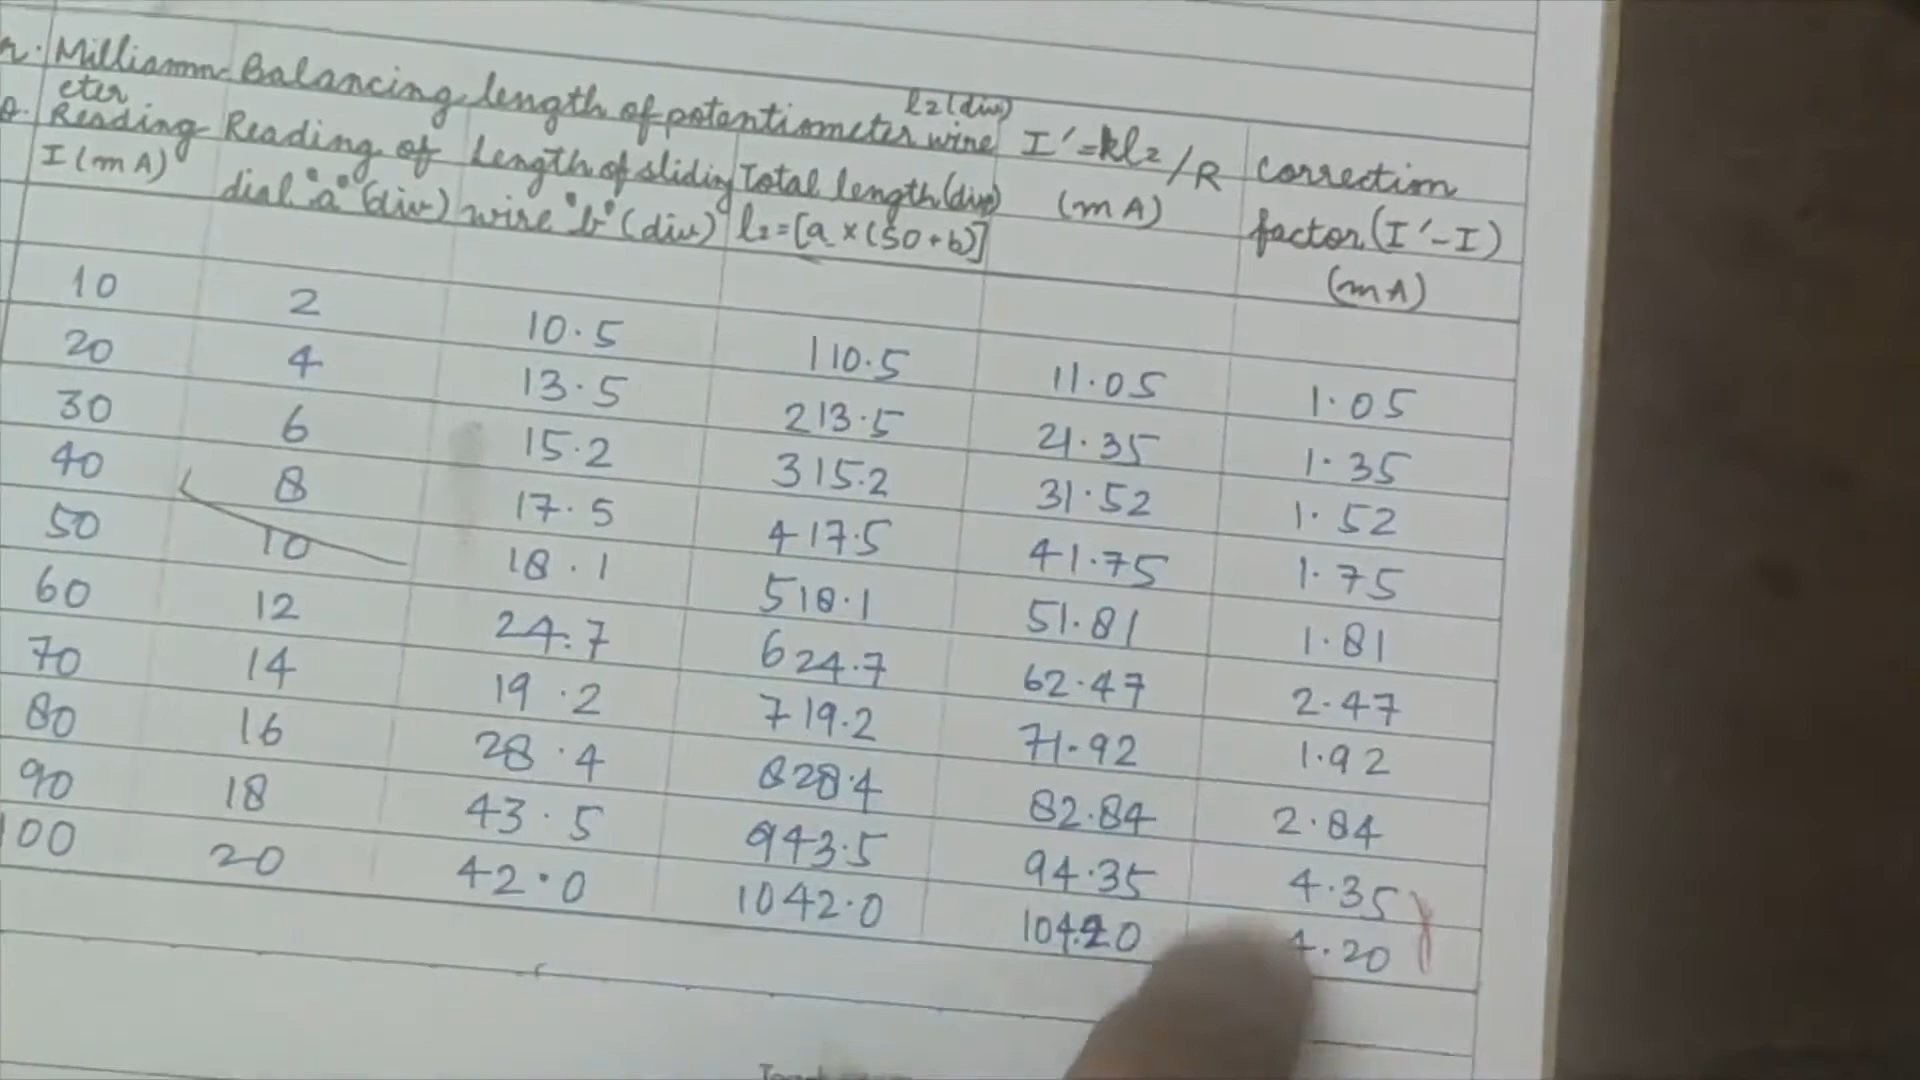 Milliamm- Balancing length of potentiometer wire l2(div) I'=kl2/R correction
eter
Reading Reading of Length of sliding Total length(div) (mA) factor(I'-I)
I(mA) dial "a" (div) wire "b" (div) l2=[a×(50+b)] (mA)
10 2 10.5 110.5 11.05 1.05
20 4 13.5 213.5 21.35 1.35
30 6 15.2 315.2 31.52 1.52
40 8 17.5 417.5 41.75 1.75
50 10 18.1 518.1 51.81 1.81
60 12 24.7 624.7 62.47 2.47
70 14 19.2 719.2 71.92 1.92
80 16 28.4 828.4 82.84 2.84
90 18 43.5 943.5 94.35 4.35
100 20 42.0 1042.0 104.20 4.20